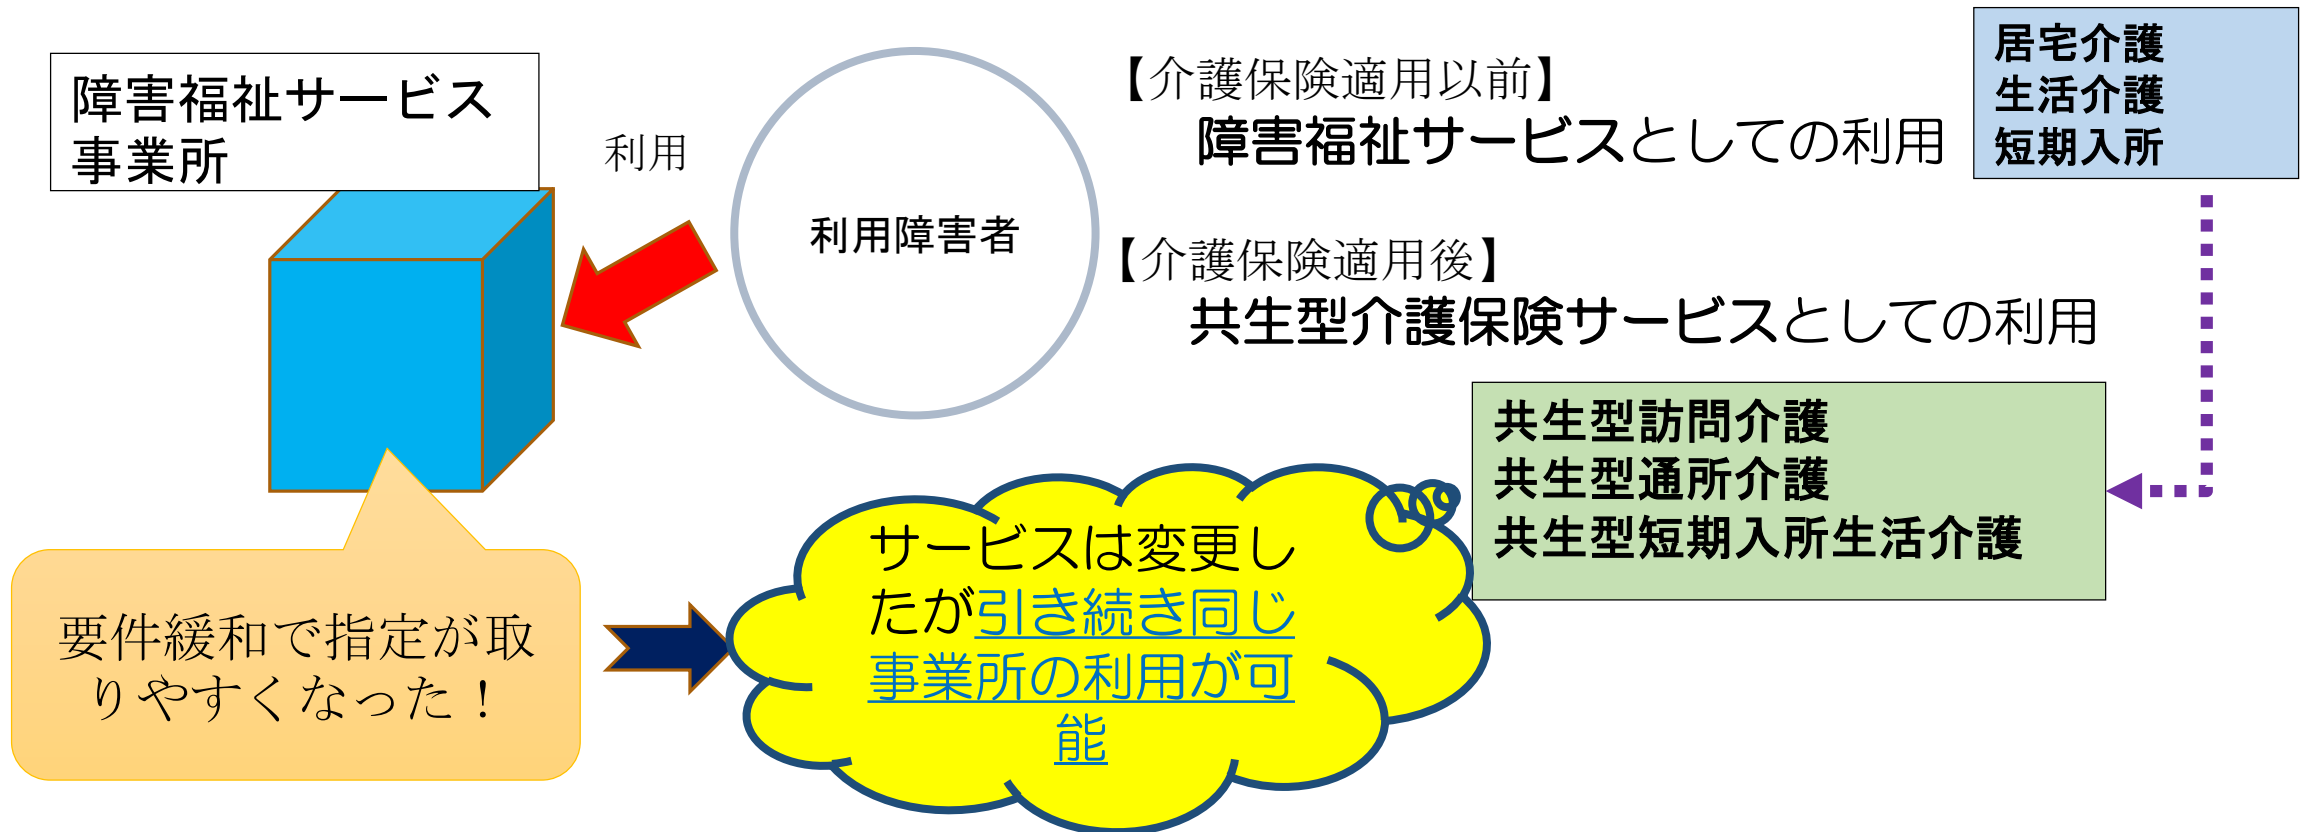 障害福祉サービス
事業所
利用
利用障害者
【介護保険適用以前】
障害福祉サービスとしての利用
居宅介護
生活介護
短期入所
【介護保険適用後】
共生型介護保険サービスとしての利用
共生型訪問介護
共生型通所介護
共生型短期入所生活介護
要件緩和で指定が取
りやすくなった！
サービスは変更し
たが引き続き同じ
事業所の利用が可
能